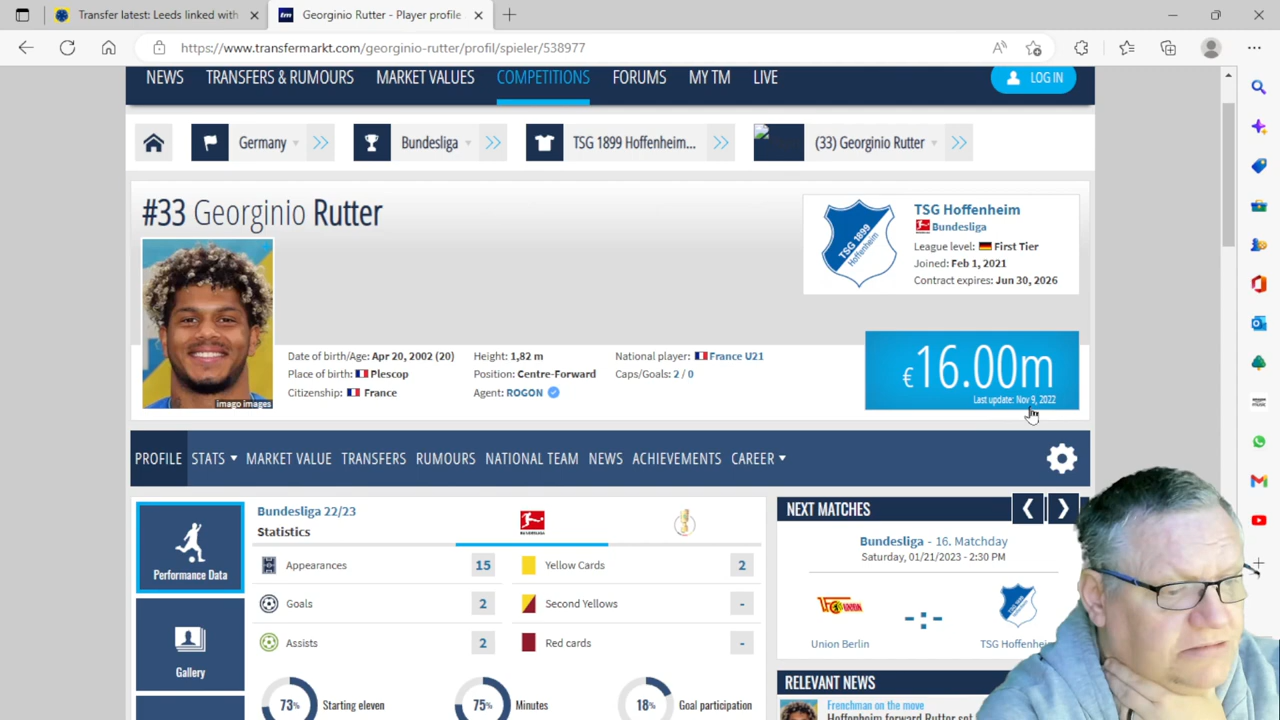 Transfer latest: Leeds linked with
Georginio Rutter - Player profile
https://www.transfermarkt.com/georginio-rutter/profil/spieler/538977
NEWS
TRANSFERS & RUMOURS
MARKET VALUES
COMPETITIONS
FORUMS
MY TM
LIVE
LOG IN
Germany
Bundesliga
TSG 1899 Hoffenheim...
(33) Georginio Rutter
#33 Georginio Rutter
imago images
Date of birth/Age: Apr 20, 2002 (20)
Place of birth: Plescop
Citizenship: France
Height: 1,82 m
Position: Centre-Forward
Agent: ROGON
National player: France U21
Caps/Goals: 2 / 0
TSG 1899
Hoffenheim
TSG Hoffenheim
Bundesliga
League level: First Tier
Joined: Feb 1, 2021
Contract expires: Jun 30, 2026
€16.00m
Last update: Nov 9, 2022
PROFILE
STATS
MARKET VALUE
TRANSFERS
RUMOURS
NATIONAL TEAM
NEWS
ACHIEVEMENTS
CAREER
Performance Data
Gallery
Bundesliga 22/23
Statistics
Appearances 15
Goals 2
Assists 2
Yellow Cards 2
Second Yellows -
Red cards -
73% Starting eleven
75% Minutes
18% Goal participation
NEXT MATCHES
Bundesliga - 16. Matchday
Saturday, 01/21/2023 - 2:30 PM
-:-
Union Berlin
TSG Hoffenhei
RELEVANT NEWS
Frenchman on the move
Hoffenheim forward Rutter set